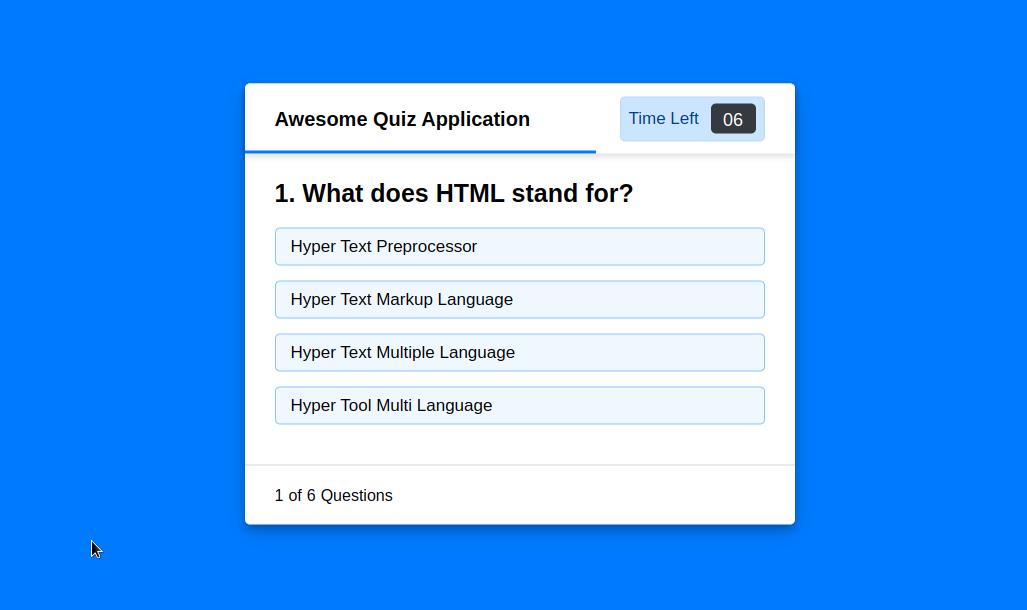 Awesome Quiz Application
Time Left 06
1. What does HTML stand for?
Hyper Text Preprocessor
Hyper Text Markup Language
Hyper Text Multiple Language
Hyper Tool Multi Language
1 of 6 Questions